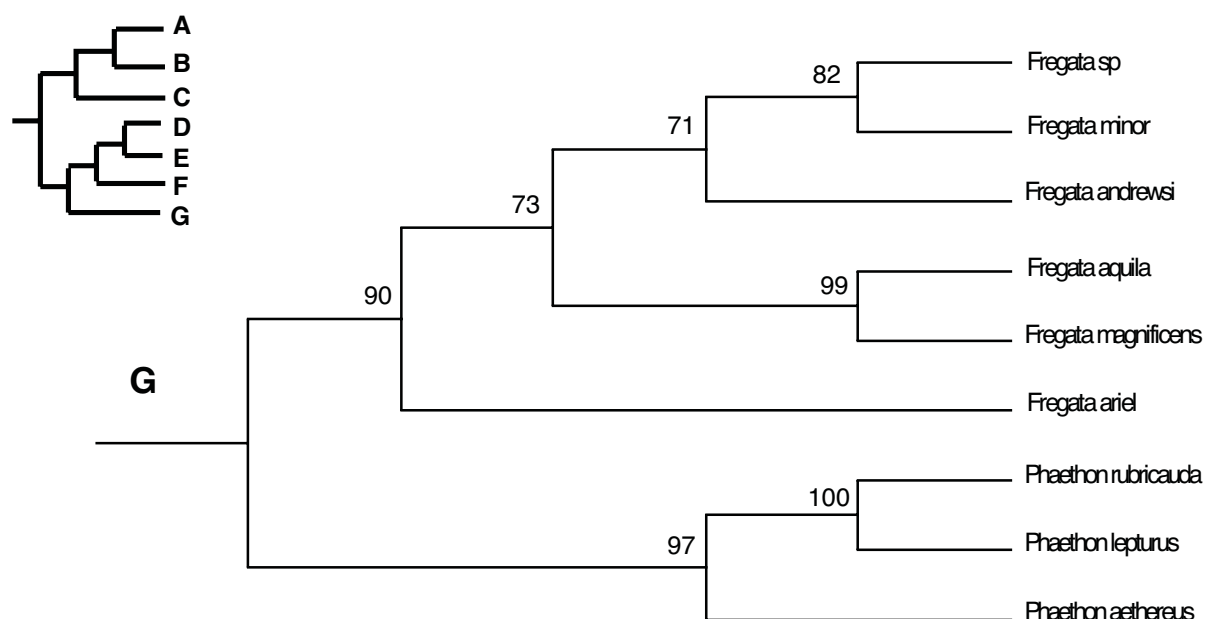 A
B
C
D
E
F
G
82
Fregata sp
Fregata minor
71
Fregata andrewsi
73
Fregata aquila
99
Fregata magnificens
90
G
Fregata ariel
Phaethon rubricauda
100
Phaethon lepturus
97
Phaethon aethereus